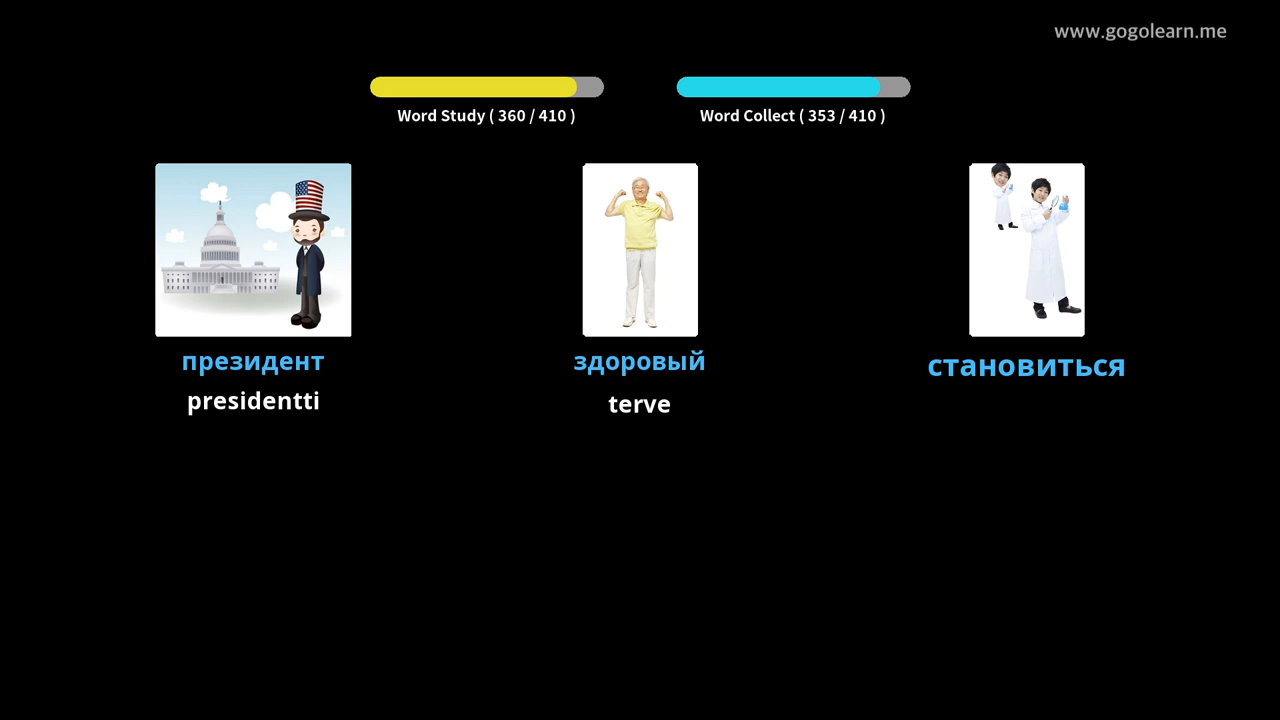 www.gogolearn.me
Word Study ( 360 / 410 )
Word Collect ( 353 / 410 )
президент
presidentti
здоровый
terve
становиться